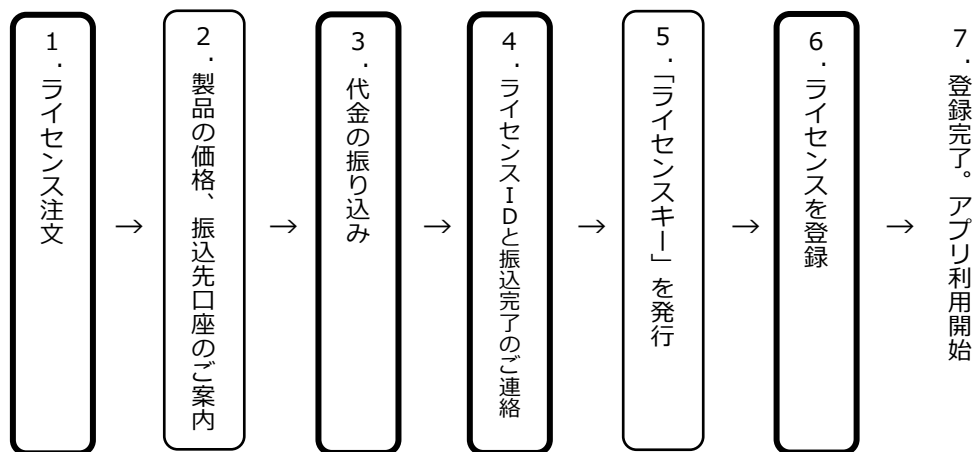 1．ライセンス注文
→
2．製品の価格、振込先口座のご案内
→
3．代金の振り込み
→
4．ライセンスIDと振込完了のご連絡
→
5．「ライセンスキー」を発行
→
6．ライセンスを登録
→
7．登録完了。アプリ利用開始